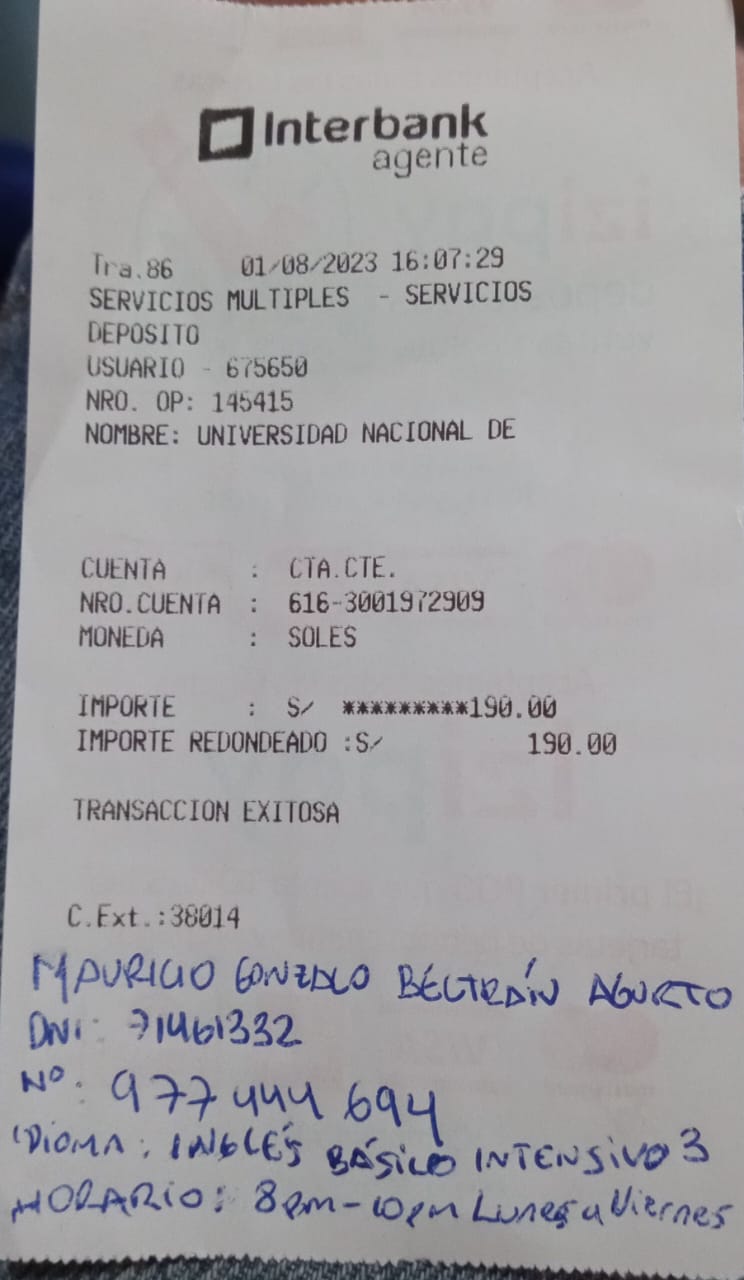 Interbank
agente
Tra.86 01/08/2023 16:07:29
SERVICIOS MULTIPLES - SERVICIOS
DEPOSITO
USUARIO - 675650
NRO. OP: 145415
NOMBRE: UNIVERSIDAD NACIONAL DE
CUENTA : CTA.CTE.
NRO.CUENTA : 616-3001972909
MONEDA : SOLES
IMPORTE : S/ *********190.00
IMPORTE REDONDEADO :S/ 190.00
TRANSACCION EXITOSA
C.Ext.:38014
MAURICIO GONZALO BELTRÁN AGURTO
DNI: 71461332
Nº: 977 444 694
IDIOMA: INGLÉS BÁSICO INTENSIVO 3
HORARIO: 8pm-10pm Lunes a Viernes